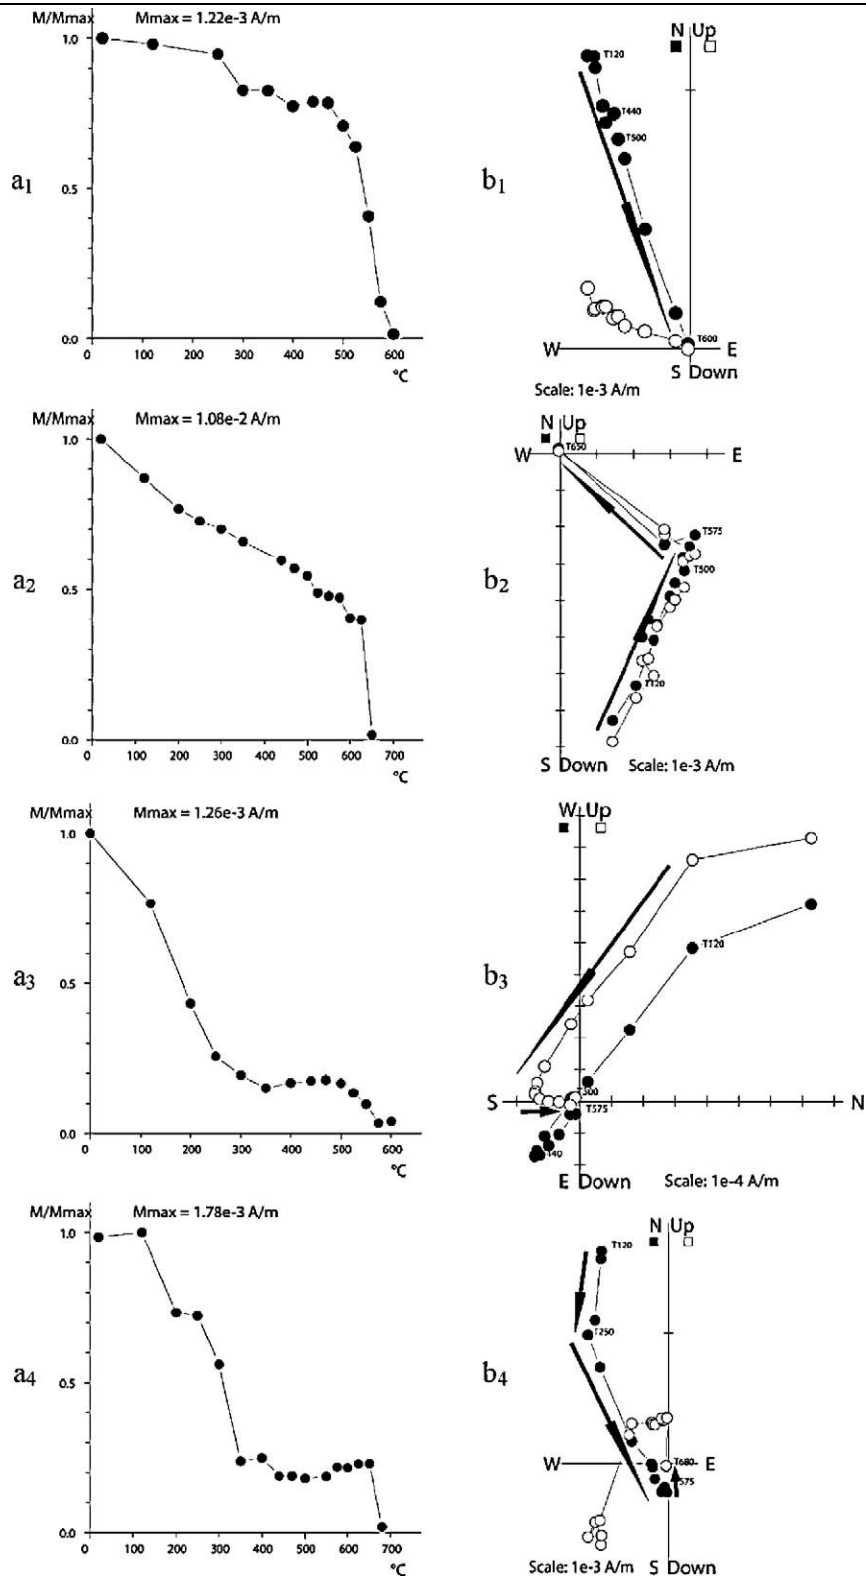 M/Mmax Mmax = 1.22e-3 A/m
1.0
0.5
0.0
0 100 200 300 400 500 600
°C
a1
N Up
T120
T440
T500
T600
W E
S Down
Scale: 1e-3 A/m
b1
M/Mmax Mmax = 1.08e-2 A/m
1.0
0.5
0.0
0 100 200 300 400 500 600 700
°C
a2
N Up
T650
W E
T575
T500
T120
S Down
Scale: 1e-3 A/m
b2
M/Mmax Mmax = 1.26e-3 A/m
1.0
0.5
0.0
0 100 200 300 400 500 600
°C
a3
W Up
T120
S N
T575
E Down
Scale: 1e-4 A/m
b3
M/Mmax Mmax = 1.78e-3 A/m
1.0
0.5
0.0
0 100 200 300 400 500 600 700
°C
a4
N Up
T120
T250
W E
T680
T575
Scale: 1e-3 A/m
S Down
b4